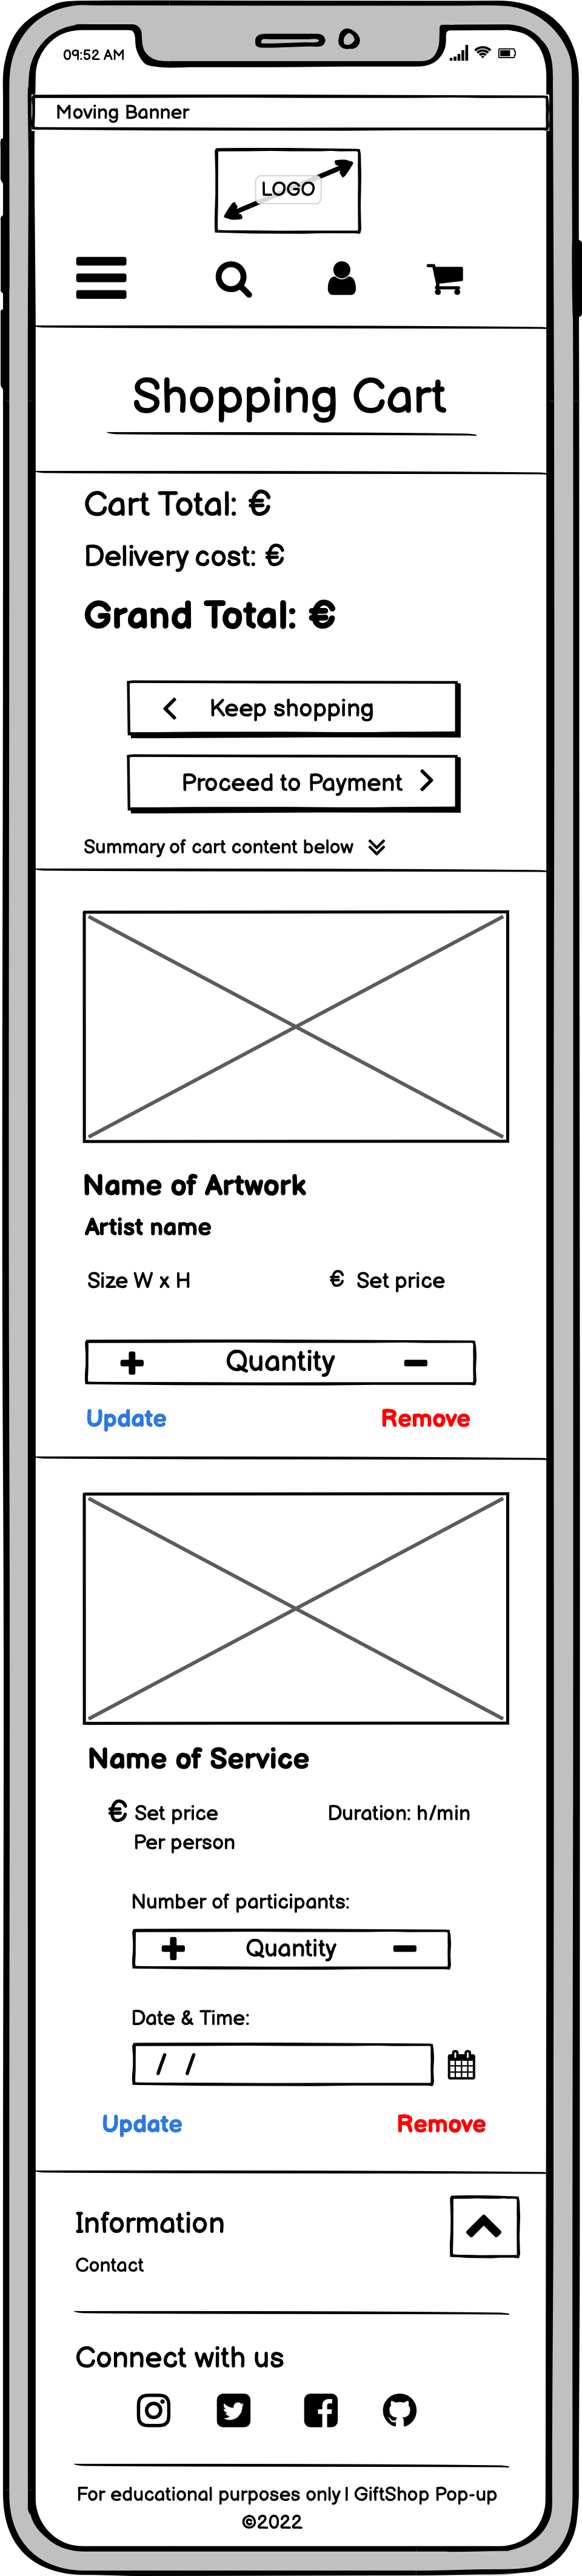 09:52 AM
Moving Banner
LOGO
Shopping Cart
Cart Total: €
Delivery cost: €
Grand Total: €
Keep shopping
Proceed to Payment
Summary of cart content below
Name of Artwork
Artist name
Size W x H € Set price
Quantity
Update Remove
Name of Service
€ Set price Duration: h/min
Per person
Number of participants:
Quantity
Date & Time:
/ /
Update Remove
Information
Contact
Connect with us
For educational purposes only | GiftShop Pop-up
©2022